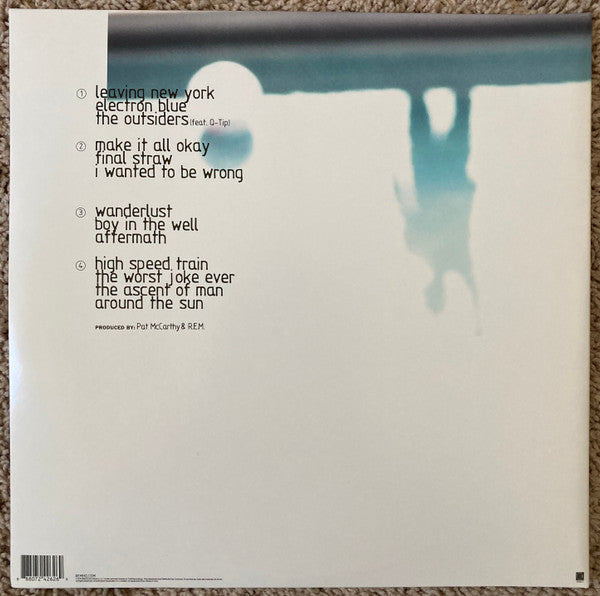 1 leaving new york
electron blue
the outsiders (feat. Q-Tip)
2 make it all okay
final straw
i wanted to be wrong
3 wanderlust
boy in the well
aftermath
4 high speed train
the worst joke ever
the ascent of man
around the sun
PRODUCED BY: Pat McCarthy & R.E.M.
REMHQ.COM